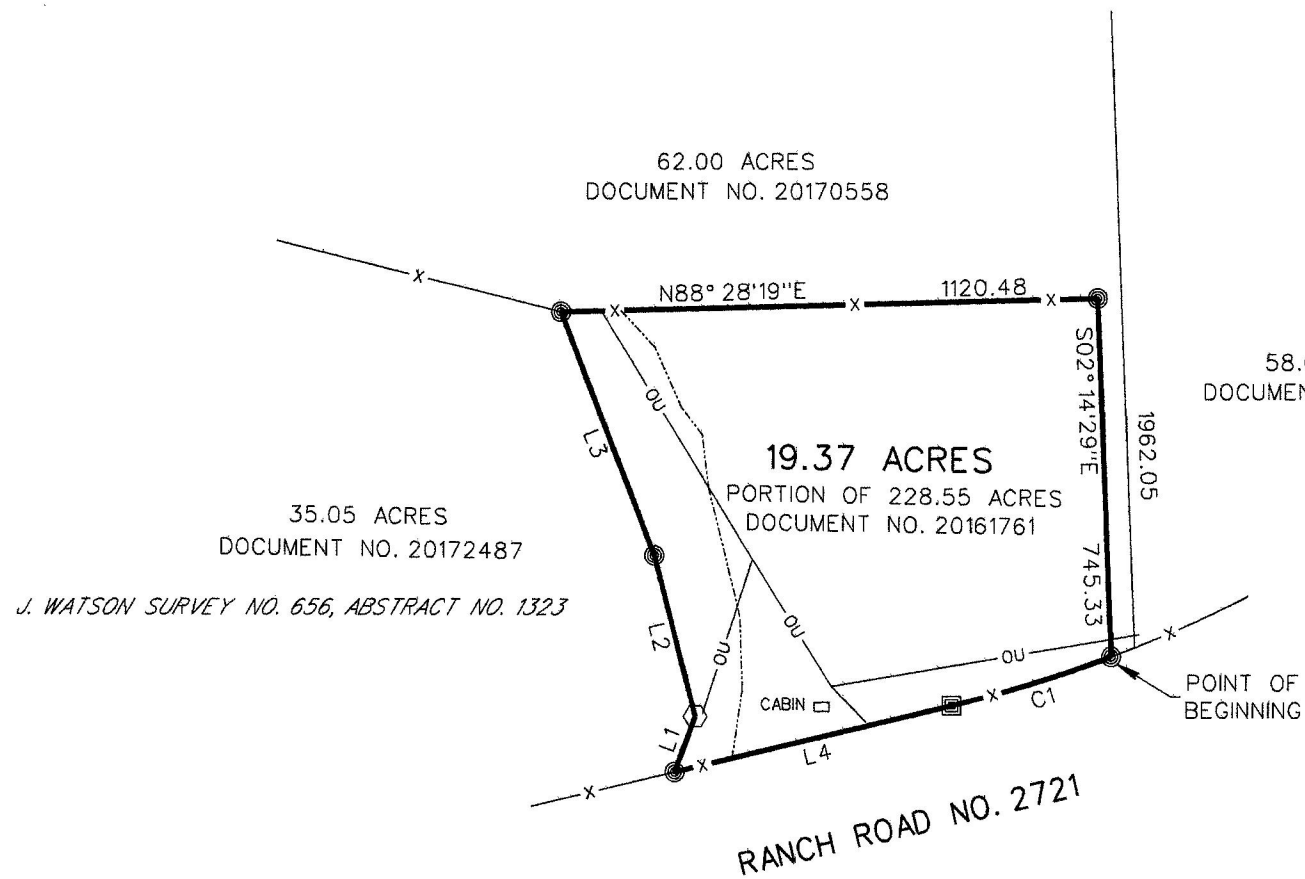 62.00 ACRES
DOCUMENT NO. 20170558
X
N88° 28'19"E
1120.48
X
X
X
S02° 14'29"E
745.33
1962.05
DOCUMEN
OU
L3
19.37 ACRES
PORTION OF 228.55 ACRES
DOCUMENT NO. 20161761
35.05 ACRES
DOCUMENT NO. 20172487
J. WATSON SURVEY NO. 656, ABSTRACT NO. 1323
L2
OU
OU
OU
X
CABIN
X
C1
POINT OF
BEGINNING
L1
X
L4
X
RANCH ROAD NO. 2721